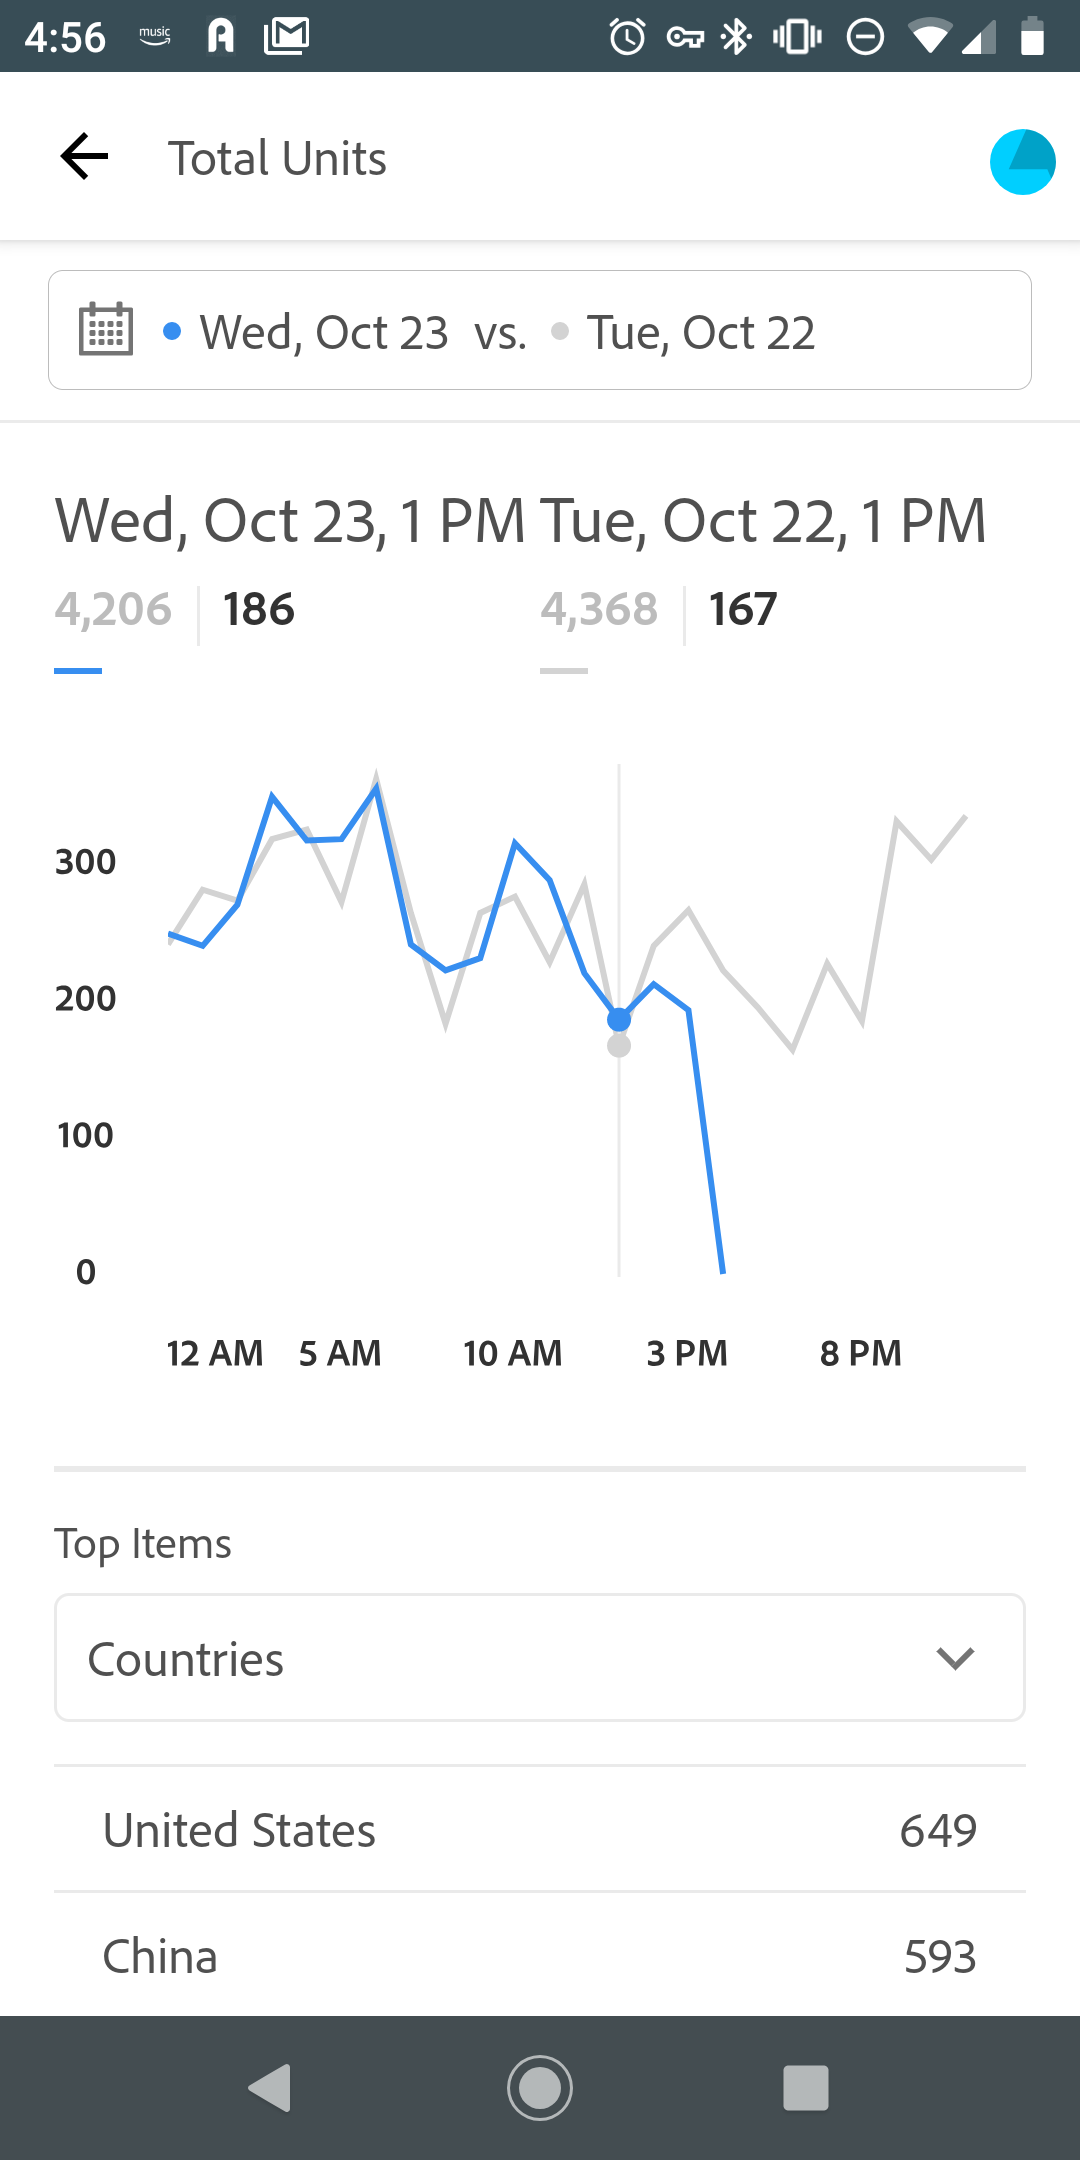 4:56 music
Total Units
Wed, Oct 23 vs. Tue, Oct 22
Wed, Oct 23, 1 PM Tue, Oct 22, 1 PM
4,206 186 4,368 167
300
200
100
0
12 AM 5 AM 10 AM 3 PM 8 PM
Top Items
Countries
United States 649
China 593